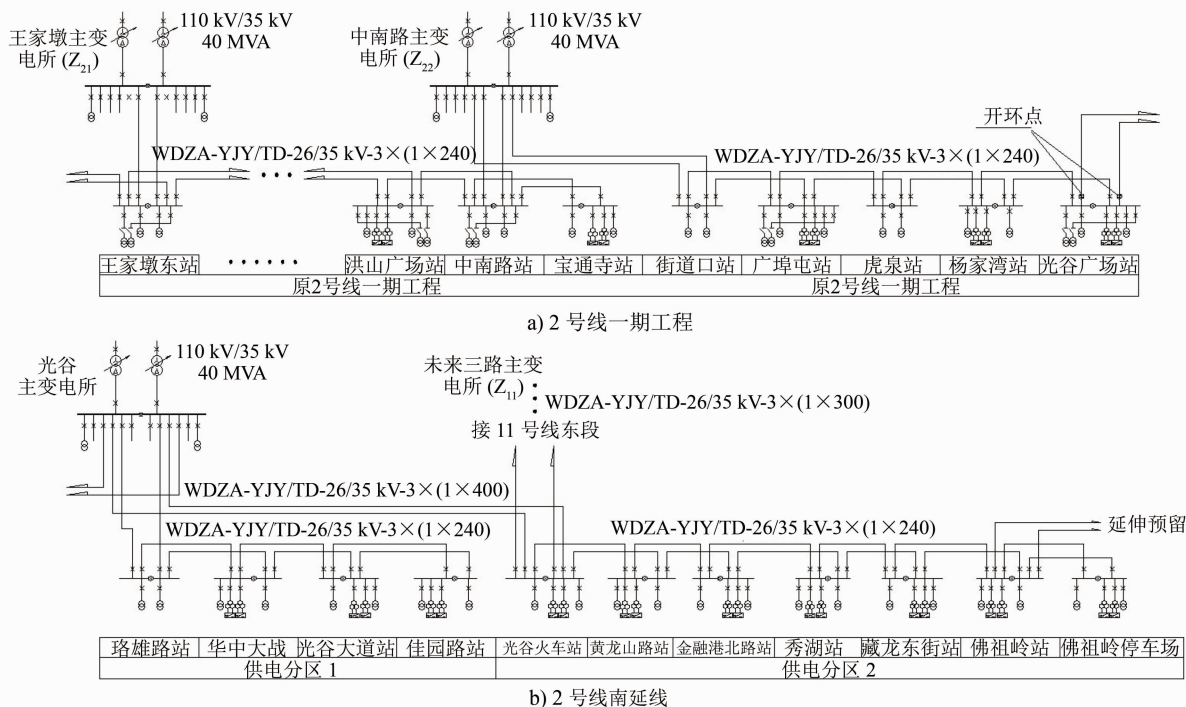 110 kV/35 kV
40 MVA
王家墩主变
电所 (Z21)
110 kV/35 kV
40 MVA
中南路主变
电所 (Z22)
开环点
WDZA-YJY/TD-26/35 kV-3×(1×240)
WDZA-YJY/TD-26/35 kV-3×(1×240)
王家墩东站 …… 洪山广场站 中南路站 宝通寺站 街道口站 广埠屯站 虎泉站 杨家湾站 光谷广场站
原2号线一期工程 原2号线一期工程
a) 2 号线一期工程
110 kV/35 kV
40 MVA
光谷
主变电所
未来三路主变
电所 (Z11)
WDZA-YJY/TD-26/35 kV-3×(1×300)
接 11 号线东段
WDZA-YJY/TD-26/35 kV-3×(1×400)
WDZA-YJY/TD-26/35 kV-3×(1×240)
WDZA-YJY/TD-26/35 kV-3×(1×240)
延伸预留
珞雄路站 华中大战 光谷大道站 佳园路站 光谷火车站 黄龙山路站 金融港北路站 秀湖站 藏龙东街站 佛祖岭站 佛祖岭停车场
供电分区 1 供电分区 2
b) 2 号线南延线